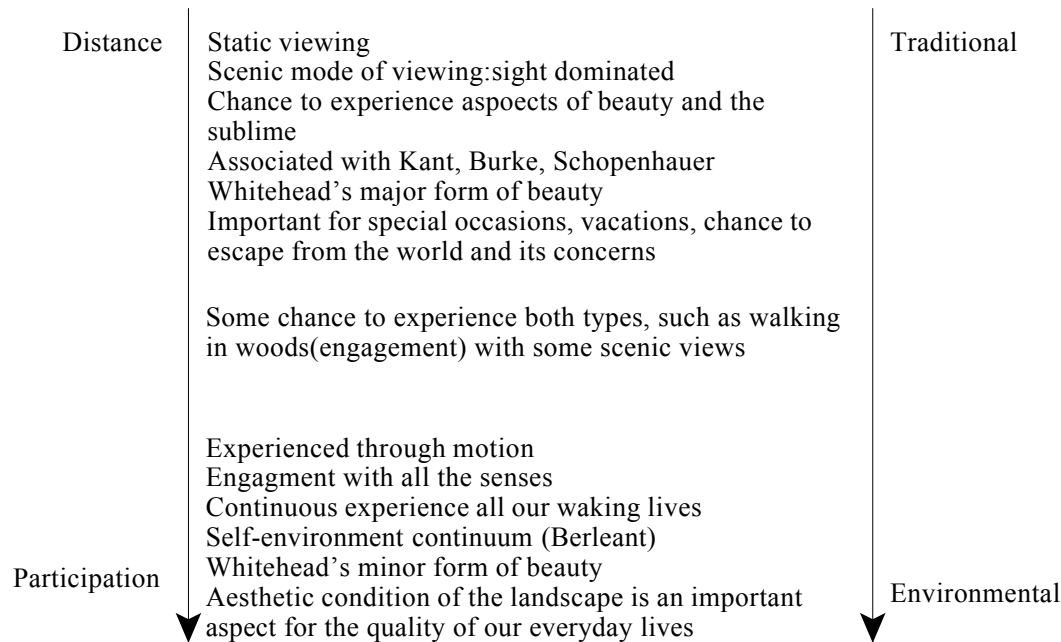 Distance
Static viewing
Traditional
Scenic mode of viewing:sight dominated
Chance to experience aspoects of beauty and the
sublime
Associated with Kant, Burke, Schopenhauer
Whitehead’s major form of beauty
Important for special occasions, vacations, chance to
escape from the world and its concerns
Some chance to experience both types, such as walking
in woods(engagement) with some scenic views
Experienced through motion
Engagment with all the senses
Continuous experience all our waking lives
Self-environment continuum (Berleant)
Participation
Whitehead’s minor form of beauty
Aesthetic condition of the landscape is an important
Environmental
aspect for the quality of our everyday lives